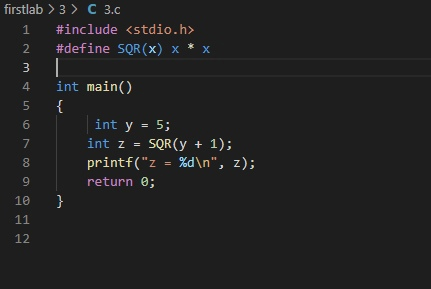 firstlab > 3 > C 3.c
1 #include <stdio.h>
2 #define SQR(x) x * x
3
4 int main()
5 {
6      int y = 5;
7     int z = SQR(y + 1);
8     printf("z = %d\n", z);
9     return 0;
10 }
11
12